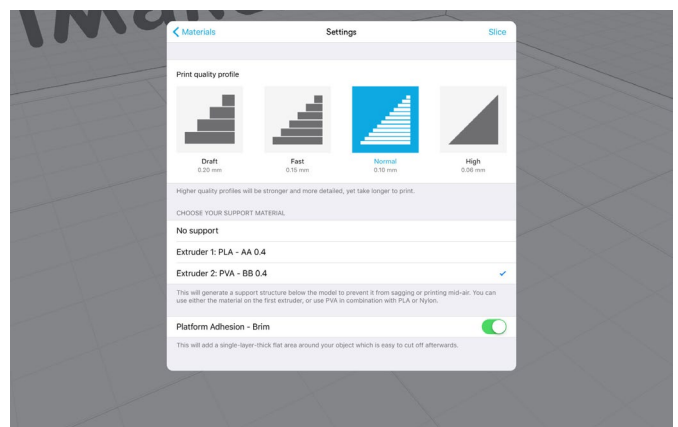 < Materials Settings Slice
Print quality profile
Draft Fast Normal High
0.20 mm 0.15 mm 0.10 mm 0.06 mm
Higher quality profiles will be stronger and more detailed, yet take longer to print.
CHOOSE YOUR SUPPORT MATERIAL
No support
Extruder 1: PLA - AA 0.4
Extruder 2: PVA - BB 0.4
This will generate a support structure below the model to prevent it from sagging or printing mid-air. You can
use either the material on the first extruder, or use PVA in combination with PLA or Nylon.
Platform Adhesion - Brim
This will add a single-layer-thick flat area around your object which is easy to cut off afterwards.